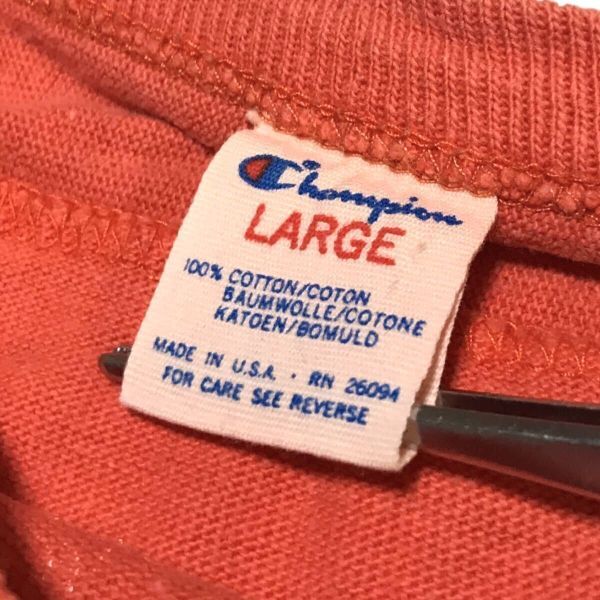 Champion
LARGE
100% COTTON/COTON
BAUMWOLLE/COTONE
KATOEN/BOMULD
MADE IN U.S.A. · RN 26094
FOR CARE SEE REVERSE